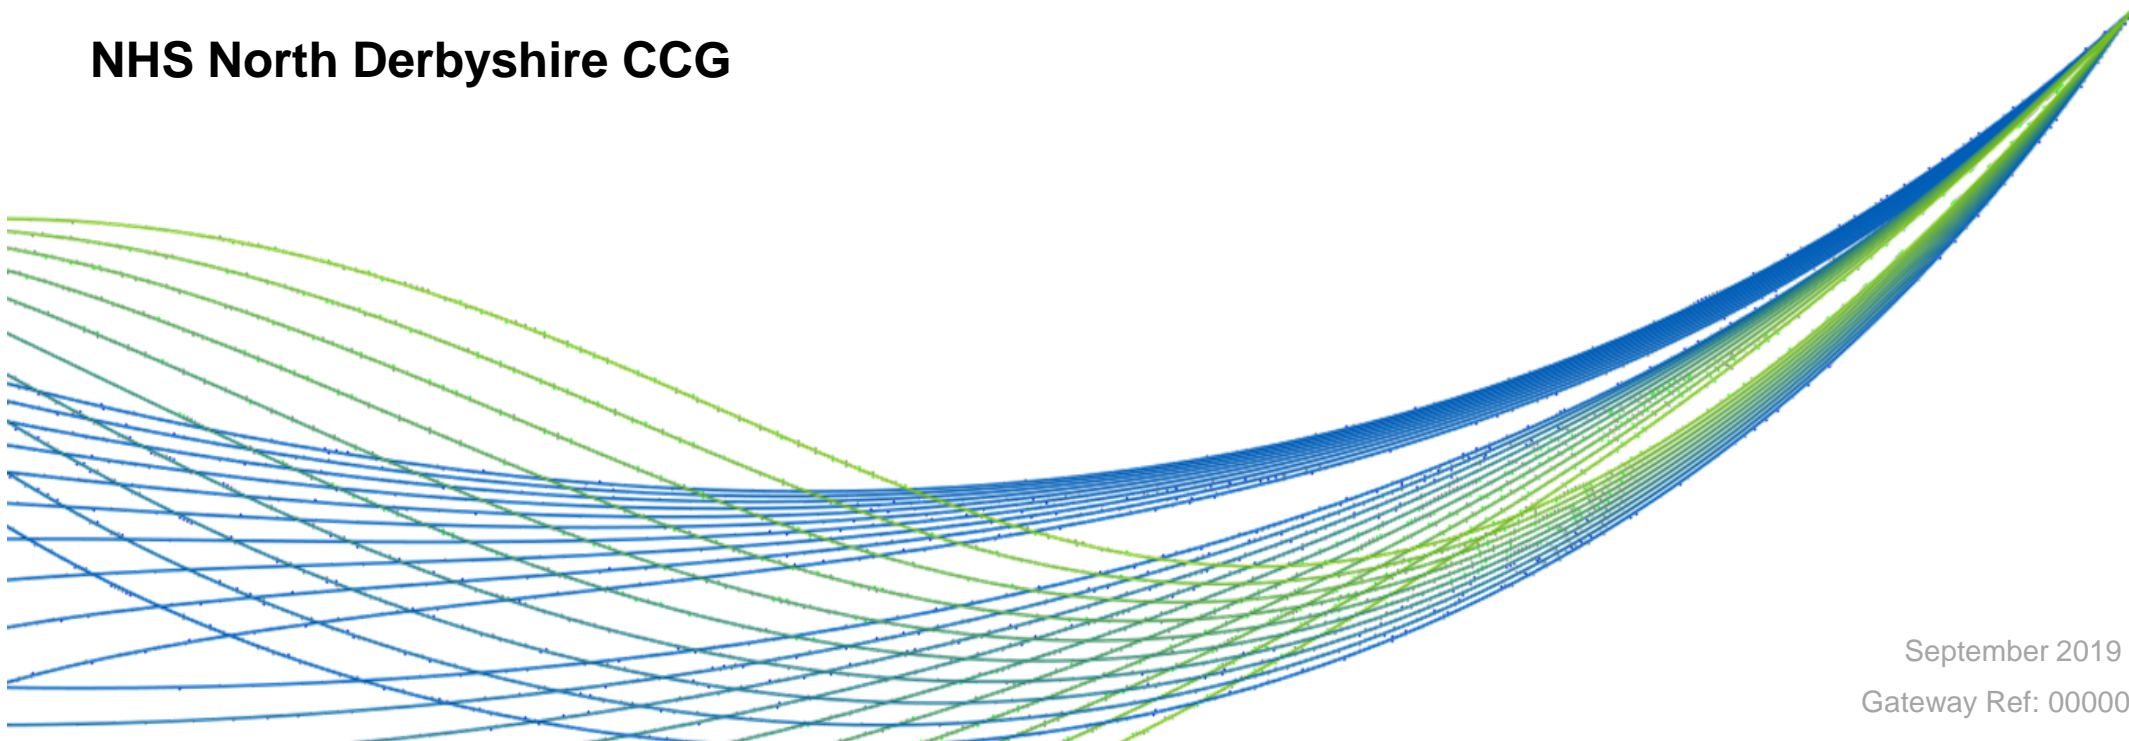 NHS North Derbyshire CCG
September 2019
Gateway Ref: 00000